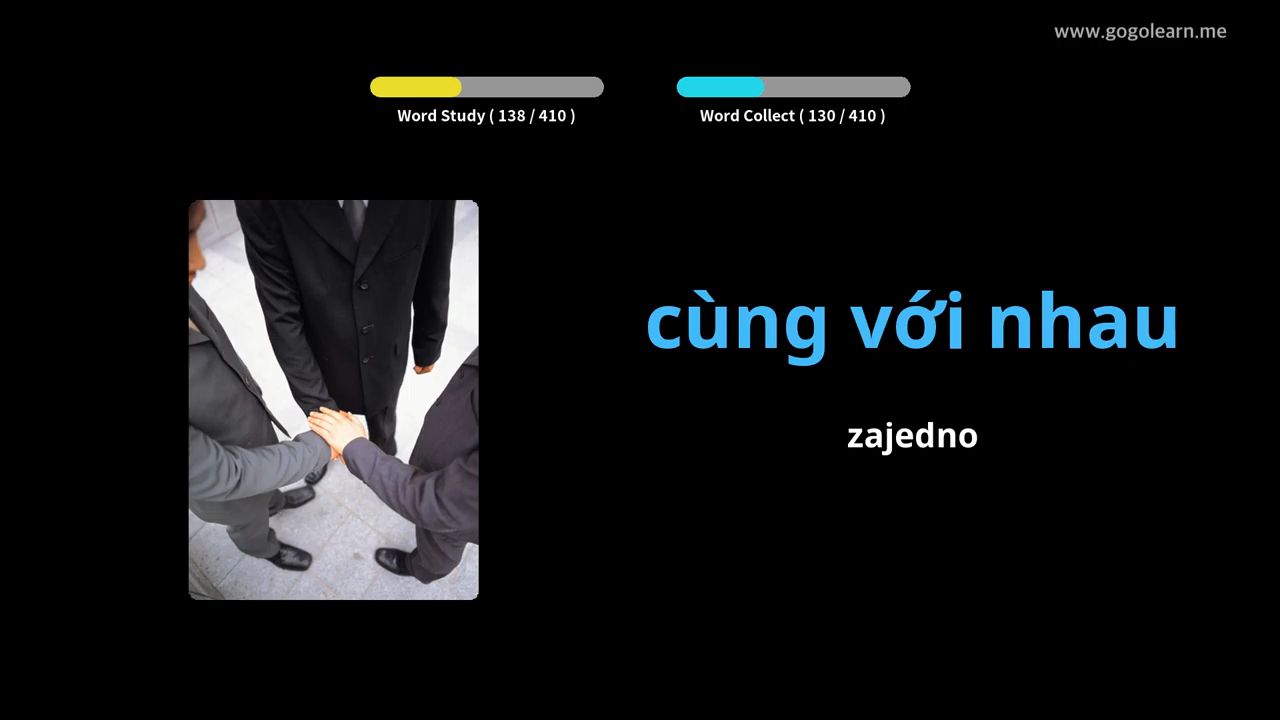 www.gogolearn.me
Word Study ( 138 / 410 )
Word Collect ( 130 / 410 )
cùng với nhau
zajedno